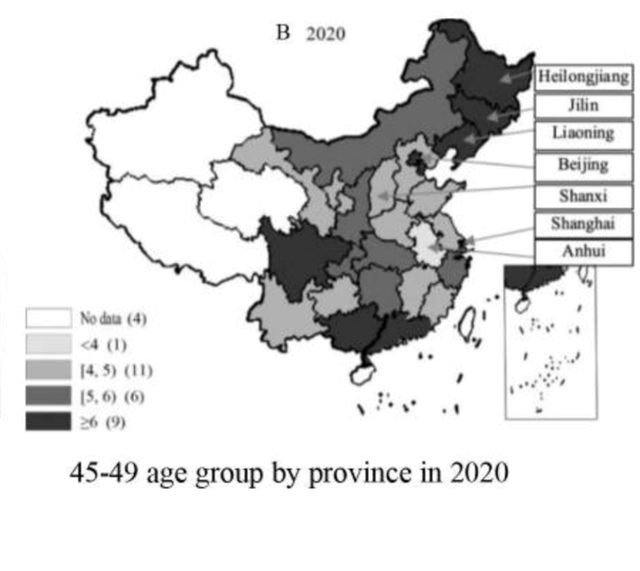 B 2020
Heilongjiang
Jilin
Liaoning
Beijing
Shanxi
Shanghai
Anhui
No data (4)
<4 (1)
[4, 5) (11)
[5, 6) (6)
≥6 (9)
45-49 age group by province in 2020